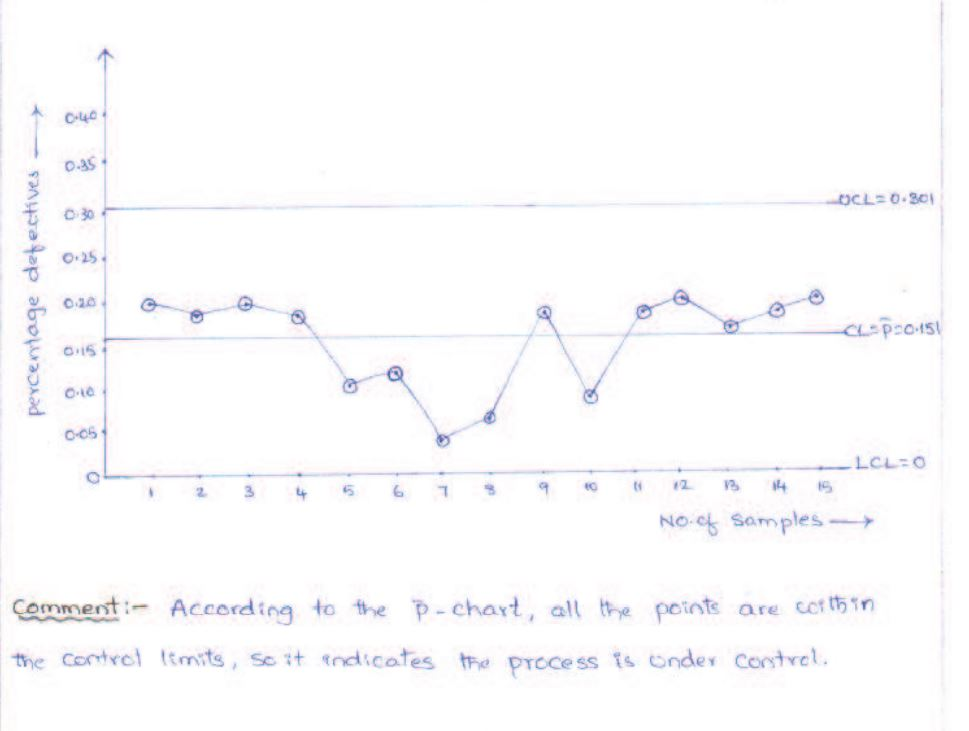 percentage defectives
0.40
0.35
0.30
UCL=0.301
0.25
0.20
CL=p̄=0.151
0.15
0.10
0.05
0
LCL=0
1 2 3 4 5 6 7 8 9 10 11 12 13 14 15
No.of samples
Comment:- According to the p-chart, all the points are within
the control limits, so it indicates the process is under control.